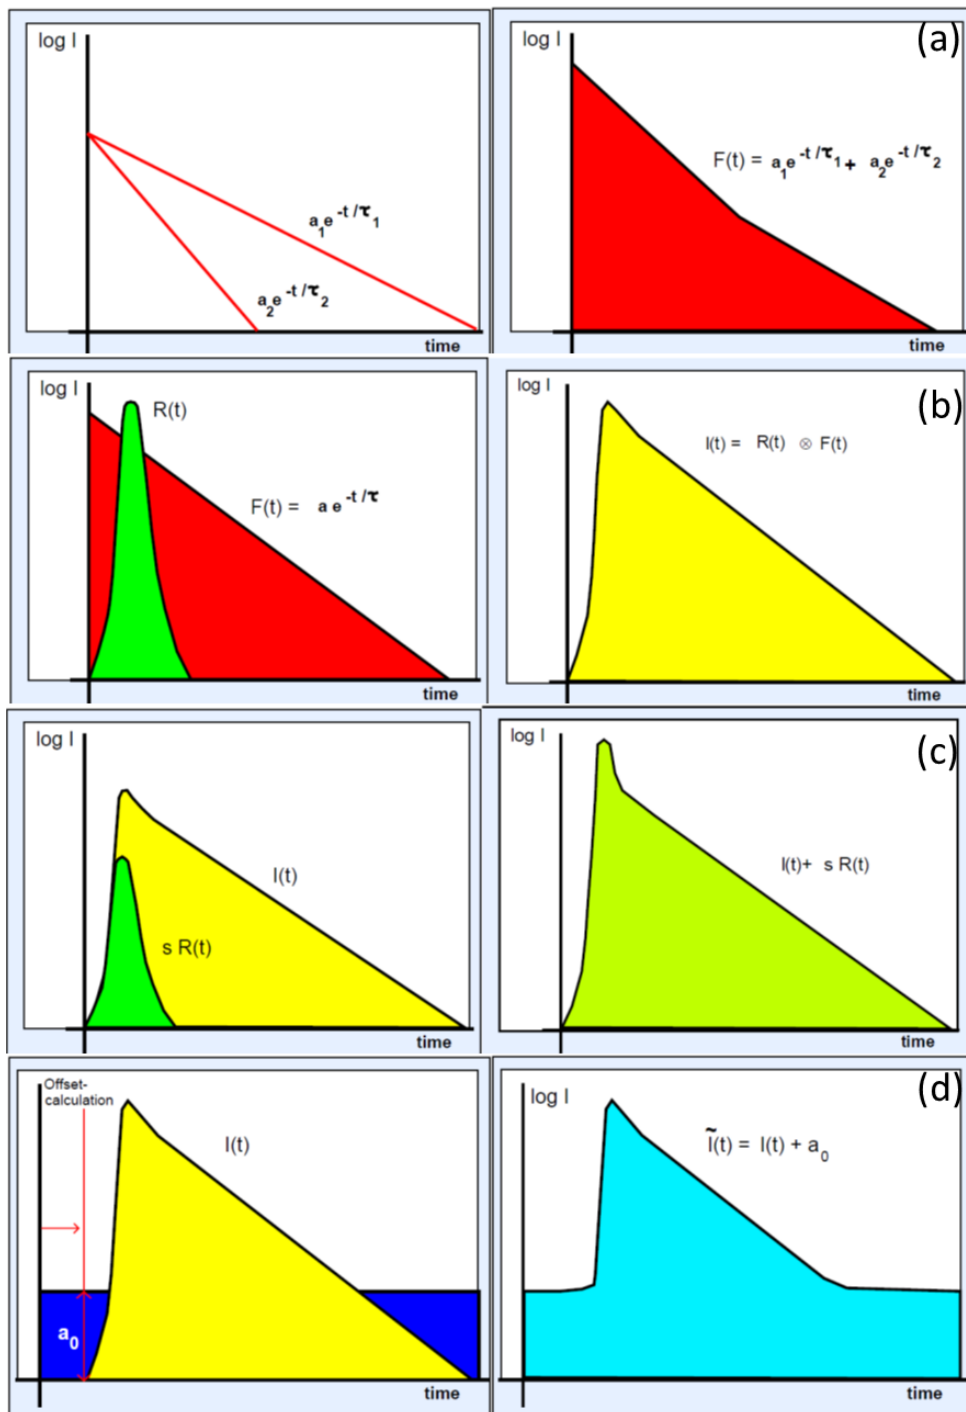 log I
a₁e^-t/τ₁
a₂e^-t/τ₂
time
(a)
log I
F(t) = a₁e^-t/τ₁ + a₂e^-t/τ₂
time
log I
R(t)
F(t) = a e^-t/τ
time
(b)
log I
I(t) = R(t) ⊗ F(t)
time
log I
I(t)
s R(t)
time
(c)
log I
I(t)+ s R(t)
time
Offset-
calculation
I(t)
a₀
time
(d)
log I
Ĩ(t) = I(t) + a₀
time